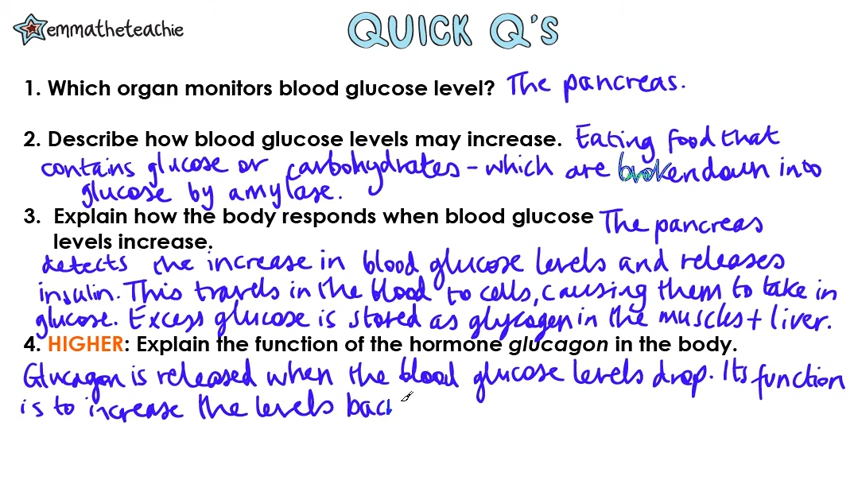 emmatheteachie
QUICK Q'S
1. Which organ monitors blood glucose level? The pancreas.
2. Describe how blood glucose levels may increase. Eating food that
contains glucose or carbohydrates - which are broken down into
glucose by amylase.
3. Explain how the body responds when blood glucose The pancreas
levels increase.
detects the increase in blood glucose levels and releases
insulin. This travels in the blood to cells, causing them to take in
glucose. Excess glucose is stored as glycogen in the muscles + liver.
4. HIGHER: Explain the function of the hormone glucagon in the body.
Glucagon is released when the blood glucose levels drop. Its function
is to increase the levels bac